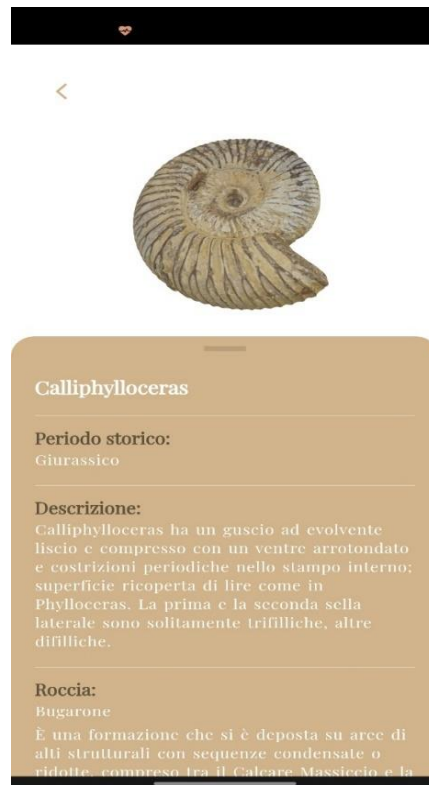 Calliphylloceras
Periodo storico:
Giurassico
Descrizione:
Calliphylloceras ha un guscio ad evolvente
liscio e compresso con un ventre arrotondato
e costrizioni periodiche nello stampo interno;
superficie ricoperta di lire come in
Phylloceras. La prima e la seconda sella
laterale sono solitamente trifilliche, altre
difilliche.
Roccia:
Bugarone
È una formazione che si è deposta su aree di
alti strutturali con sequenze condensate o
ridotte, compreso tra il Calcare Massiccio e la